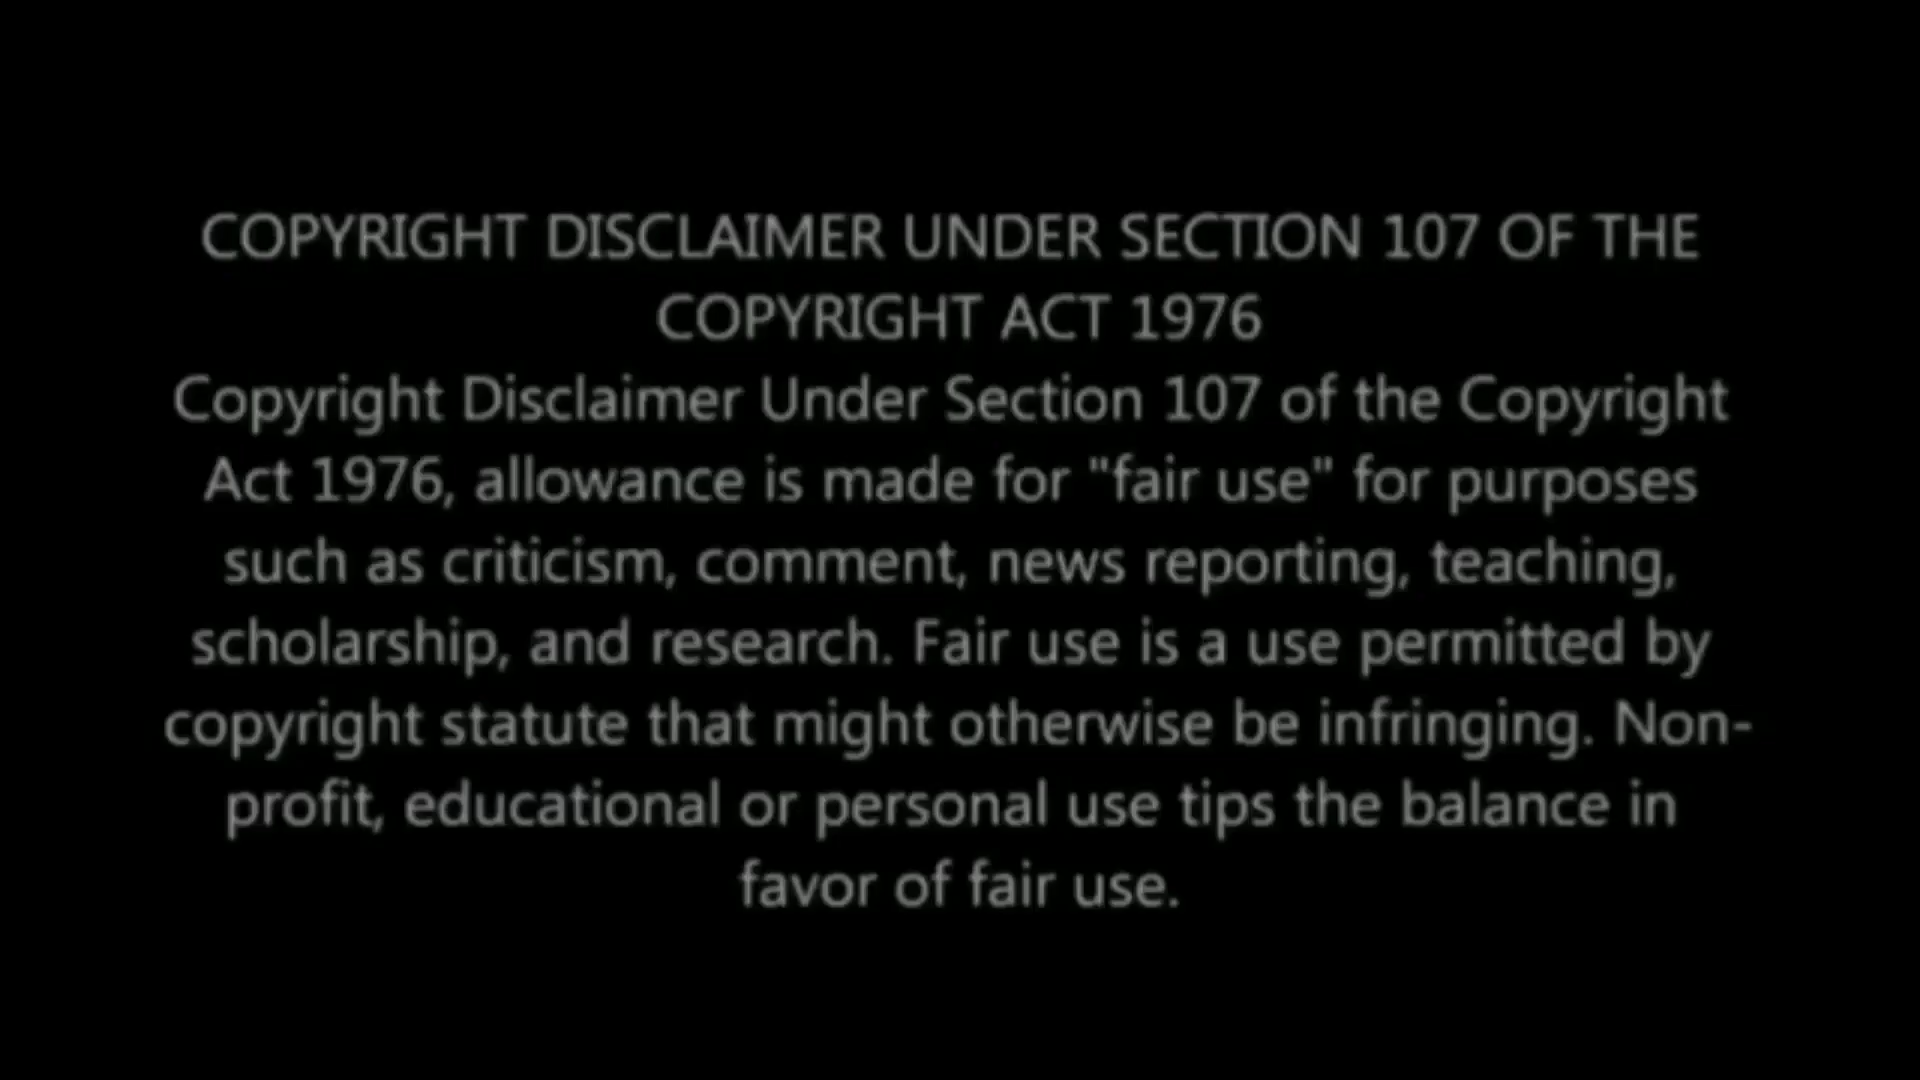 COPYRIGHT DISCLAIMER UNDER SECTION 107 OF THE
COPYRIGHT ACT 1976
Copyright Disclaimer Under Section 107 of the Copyright
Act 1976, allowance is made for "fair use" for purposes
such as criticism, comment, news reporting, teaching,
scholarship, and research. Fair use is a use permitted by
copyright statute that might otherwise be infringing. Non-
profit, educational or personal use tips the balance in
favor of fair use.